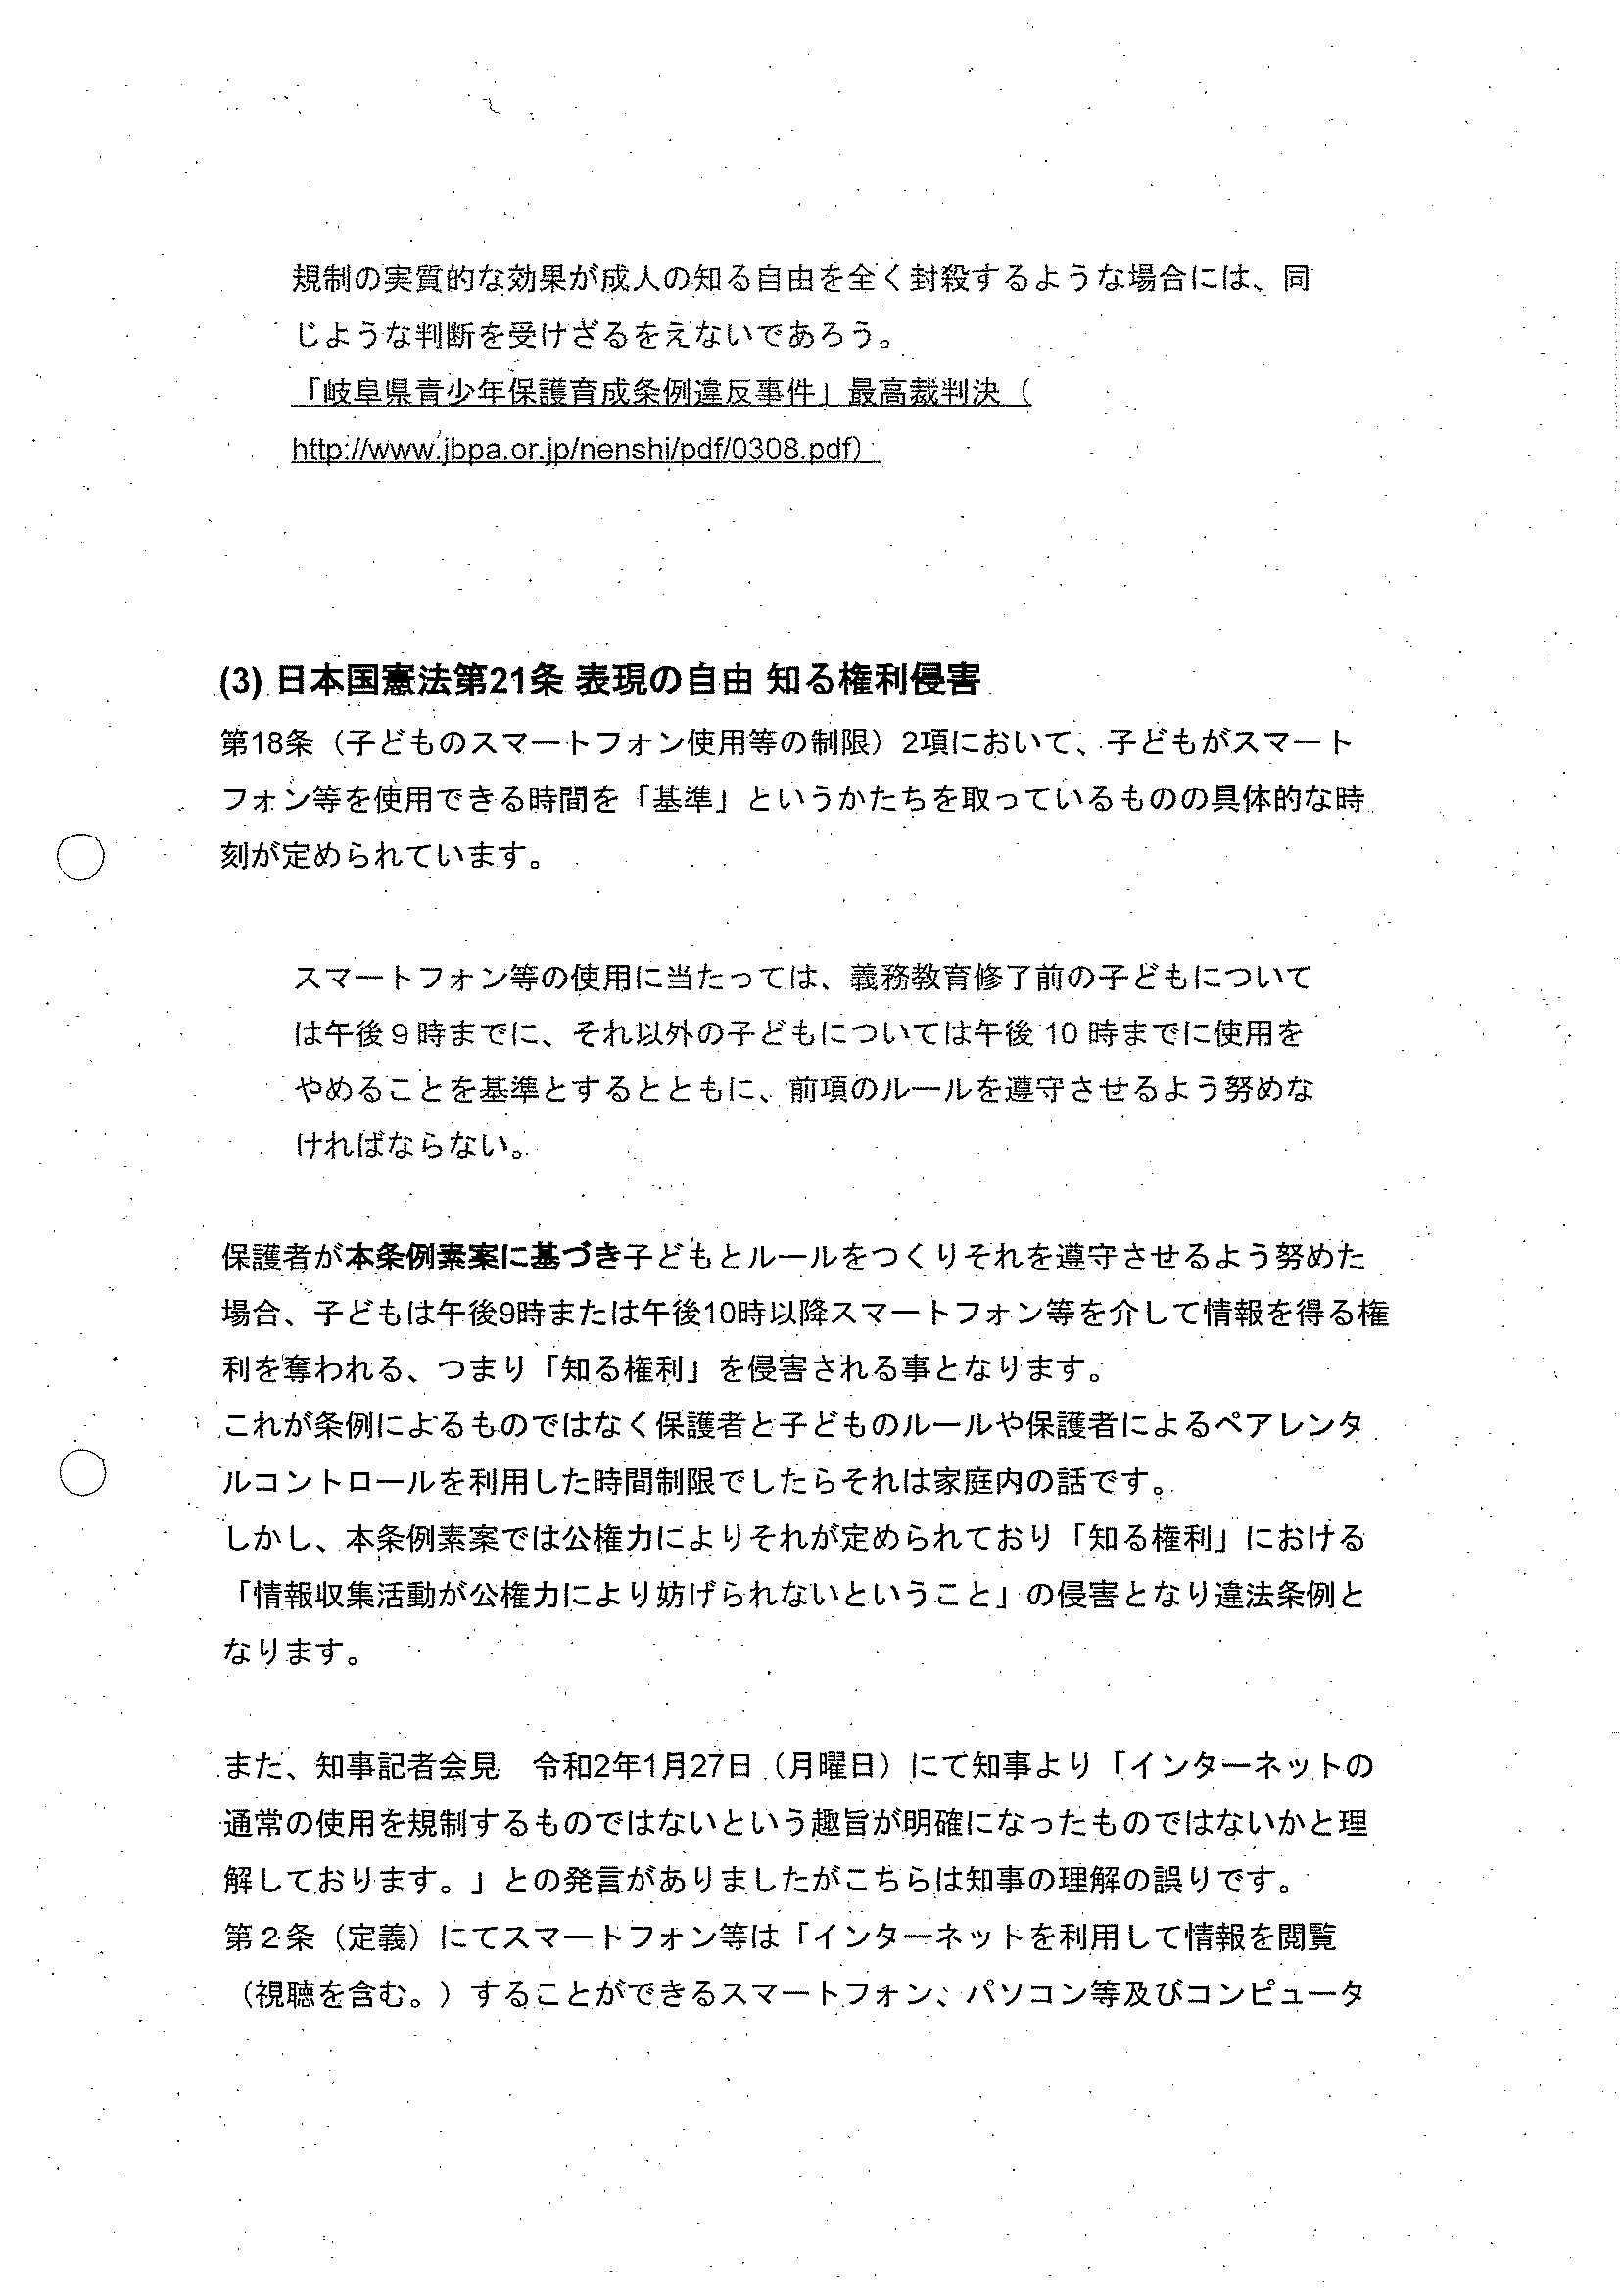 規制の実質的な効果が成人の知る自由を全く封殺するような場合には、同
じような判断を受けざるをえないであろう。
「岐阜県青少年保護育成条例違反事件」最高裁判決（
http://www.jbpa.or.jp/nenshi/pdf/0308.pdf）
(3) 日本国憲法第21条 表現の自由 知る権利侵害
第18条（子どものスマートフォン使用等の制限）2項において、子どもがスマート
フォン等を使用できる時間を「基準」というかたちを取っているものの具体的な時
刻が定められています。
スマートフォン等の使用に当たっては、義務教育修了前の子どもについて
は午後９時までに、それ以外の子どもについては午後 10 時までに使用を
やめることを基準とするとともに、前項のルールを遵守させるよう努めな
ければならない。
保護者が本条例素案に基づき子どもとルールをつくりそれを遵守させるよう努めた
場合、子どもは午後9時または午後10時以降スマートフォン等を介して情報を得る権
利を奪われる、つまり「知る権利」を侵害される事となります。
これが条例によるものではなく保護者と子どものルールや保護者によるペアレンタ
ルコントロールを利用した時間制限でしたらそれは家庭内の話です。
しかし、本条例素案では公権力によりそれが定められており「知る権利」における
「情報収集活動が公権力により妨げられないということ」の侵害となり違法条例と
なります。
また、知事記者会見　令和2年1月27日（月曜日）にて知事より「インターネットの
通常の使用を規制するものではないという趣旨が明確になったものではないかと理
解しております。」との発言がありましたがこちらは知事の理解の誤りです。
第２条（定義）にてスマートフォン等は「インターネットを利用して情報を閲覧
（視聴を含む。）することができるスマートフォン、パソコン等及びコンピュータ